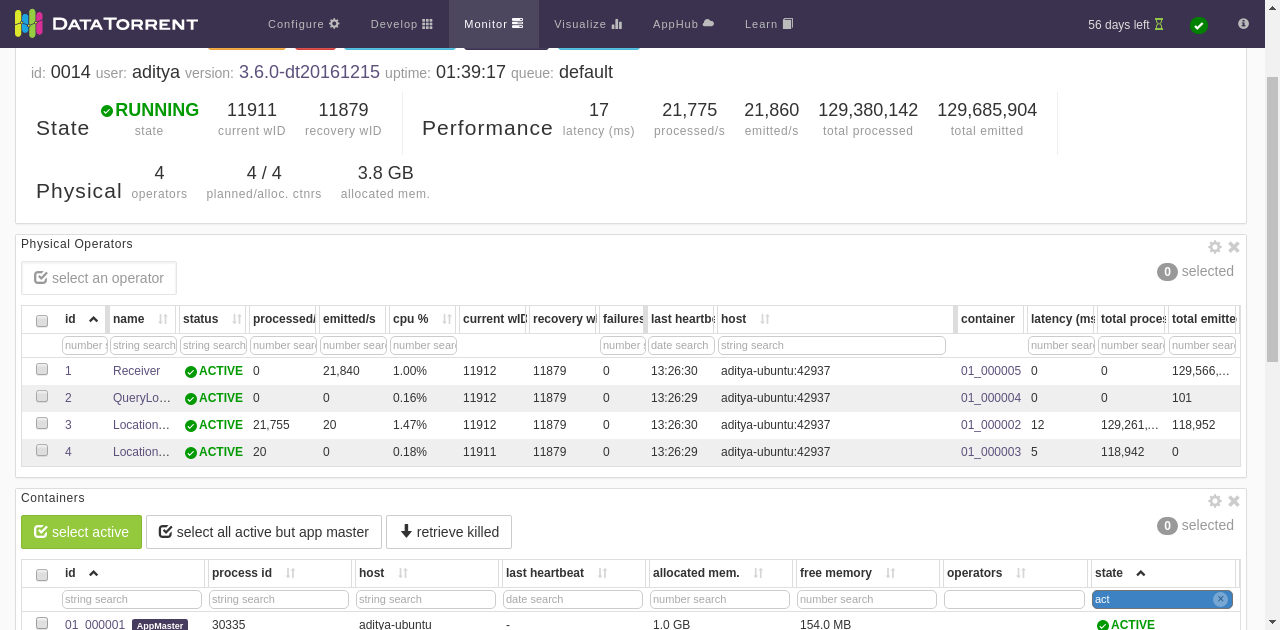 DATATORRENT Configure Develop Monitor Visualize AppHub Learn 56 days left
id: 0014 user: aditya version: 3.6.0-dt20161215 uptime: 01:39:17 queue: default
State RUNNING 11911 11879 Performance 17 21,775 21,860 129,380,142 129,685,904
state current wID recovery wID latency (ms) processed/s emitted/s total processed total emitted
Physical 4 4 / 4 3.8 GB
operators planned/alloc. ctnrs allocated mem.
Physical Operators
select an operator 0 selected
id name status processed/ emitted/s cpu % current wID recovery w failures last heartbe host container latency (ms total proces total emitte
number s string search string search number sear number sear number sear number s date search string search number sear number sear number sear
1 Receiver ACTIVE 0 21,840 1.00% 11912 11879 0 13:26:30 aditya-ubuntu:42937 01_000005 0 0 129,566,...
2 QueryLo... ACTIVE 0 0 0.16% 11912 11879 0 13:26:29 aditya-ubuntu:42937 01_000004 0 0 101
3 Location... ACTIVE 21,755 20 1.47% 11912 11879 0 13:26:30 aditya-ubuntu:42937 01_000002 12 129,261,... 118,952
4 Location... ACTIVE 20 0 0.18% 11911 11879 0 13:26:29 aditya-ubuntu:42937 01_000003 5 118,942 0
Containers
select active select all active but app master retrieve killed 0 selected
id process id host last heartbeat allocated mem. free memory operators state
string search string search string search date search number search number search act
01_000001 AppMaster 30335 aditya-ubuntu - 1.0 GB 154.0 MB ACTIVE